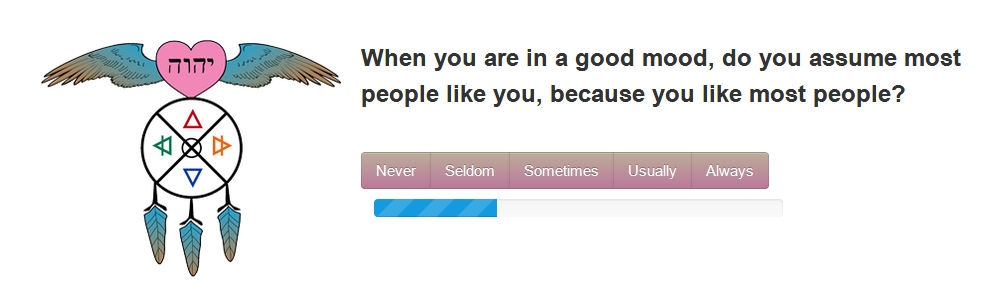 יהוה
When you are in a good mood, do you assume most
people like you, because you like most people?
Never Seldom Sometimes Usually Always